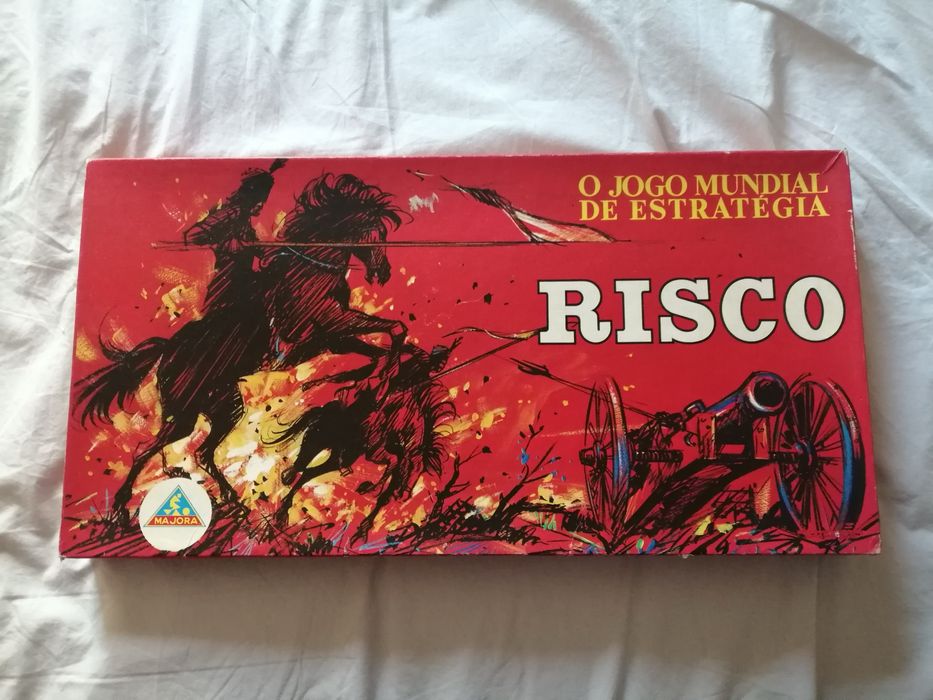 O JOGO MUNDIAL
DE ESTRATÉGIA
RISCO
MAJORA